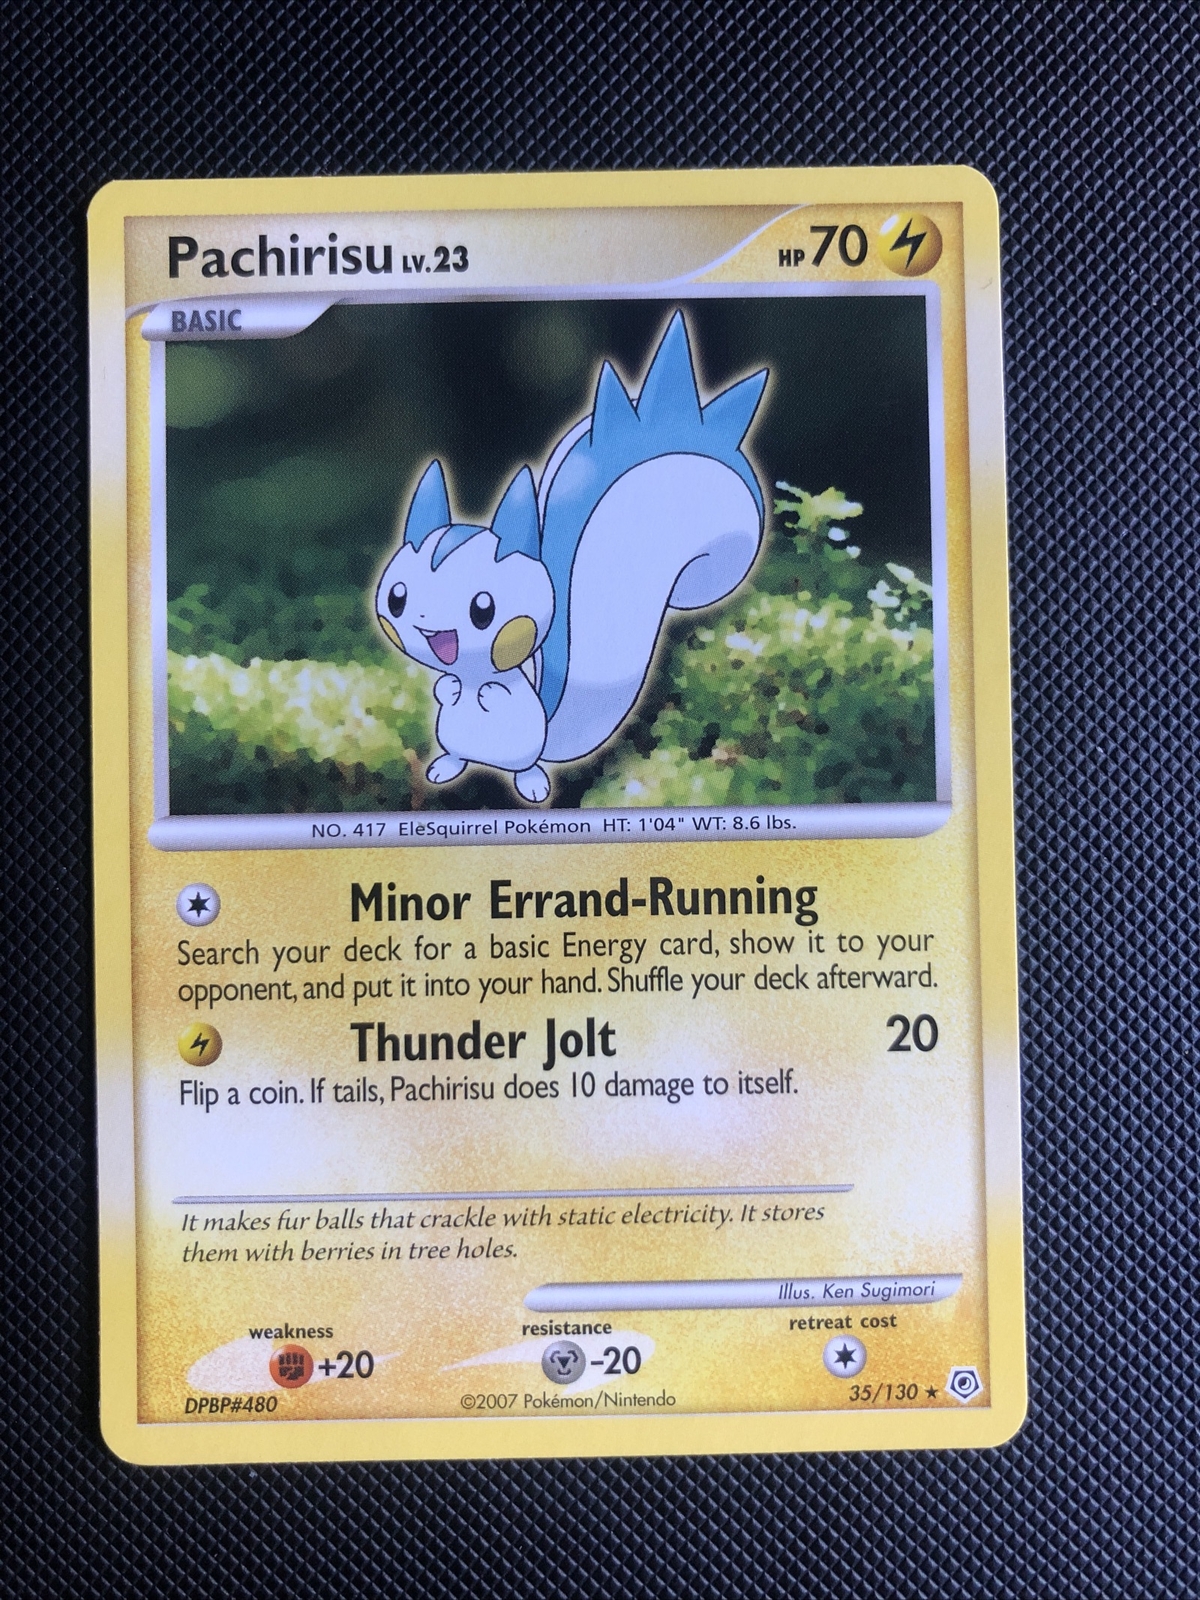 Pachirisu LV.23
HP 70
BASIC
NO. 417 EleSquirrel Pokémon HT: 1'04" WT: 8.6 lbs.
Minor Errand-Running
Search your deck for a basic Energy card, show it to your
opponent, and put it into your hand. Shuffle your deck afterward.
Thunder Jolt 20
Flip a coin. If tails, Pachirisu does 10 damage to itself.
It makes fur balls that crackle with static electricity. It stores
them with berries in tree holes.
Illus. Ken Sugimori
weakness resistance retreat cost
+20 -20
DPBP#480 ©2007 Pokémon/Nintendo 35/130 ★